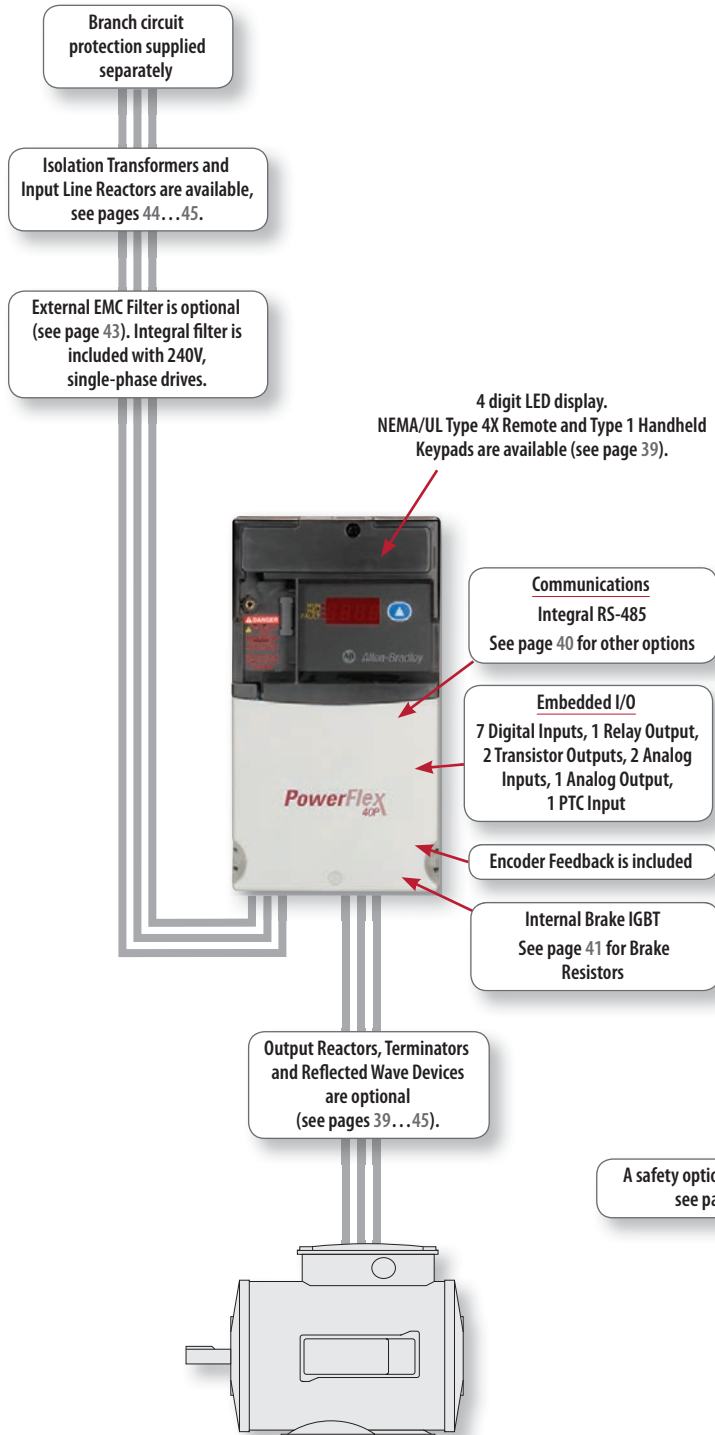 Branch circuit
protection supplied
separately
Isolation Transformers and
Input Line Reactors are available,
see pages 44...45.
External EMC Filter is optional
(see page 43). Integral filter is
included with 240V,
single-phase drives.
4 digit LED display.
NEMA/UL Type 4X Remote and Type 1 Handheld
Keypads are available (see page 39).
Communications
Integral RS-485
See page 40 for other options
Embedded I/O
7 Digital Inputs, 1 Relay Output,
2 Transistor Outputs, 2 Analog
Inputs, 1 Analog Output,
1 PTC Input
Encoder Feedback is included
Internal Brake IGBT
See page 41 for Brake
Resistors
RUN
FAULT
DANGER
AB Allen-Bradley
PowerFlex
40P
Output Reactors, Terminators
and Reflected Wave Devices
are optional
(see pages 39...45).
A safety optio
see pa